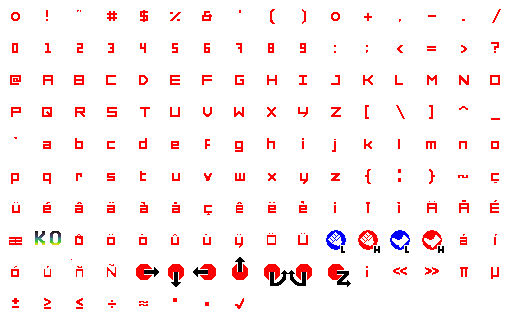 o ! ¨ # $ % & ' ( ) o + , - . /
0 1 2 3 4 5 6 7 8 9 : ; < = > ?
@ A B C D E F G H I J K L M N O
P Q R S T U V W X Y Z [ \ ] ^ _
` a b c d e f g h i j k l m n o
p q r s t u v w x y z { ¦ } ~ ç
ü é â ä à å ç ê ë è ï î ì Ä Å É
æ KO ô ö ò û ù ÿ Ö Ü L H L H á í
ó ú ñ Ñ Z ¡ « » π µ
± ≥ ≤ ÷ ≈ √